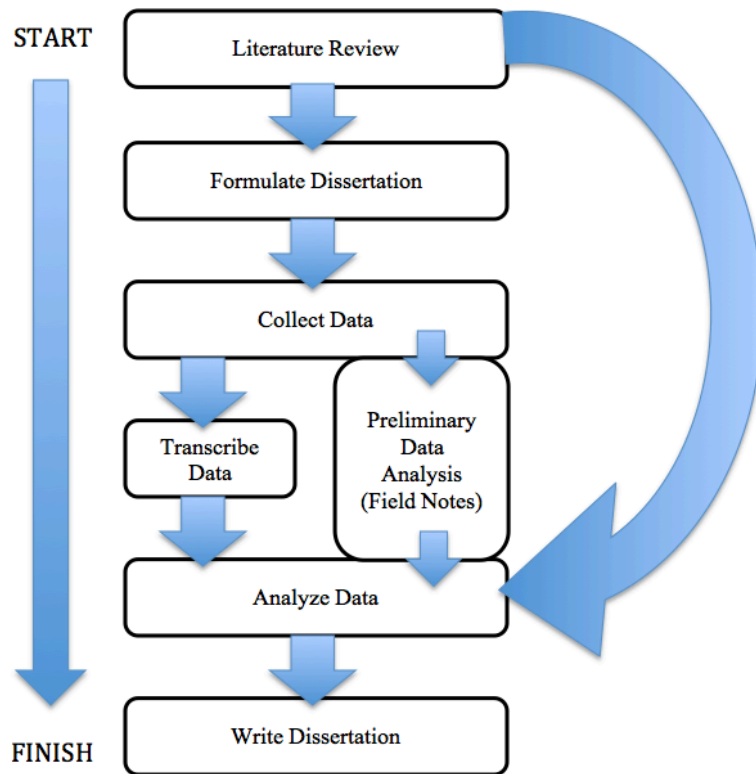 START
Literature Review
Formulate Dissertation
Collect Data
Transcribe
Data
Preliminary
Data
Analysis
(Field Notes)
Analyze Data
Write Dissertation
FINISH